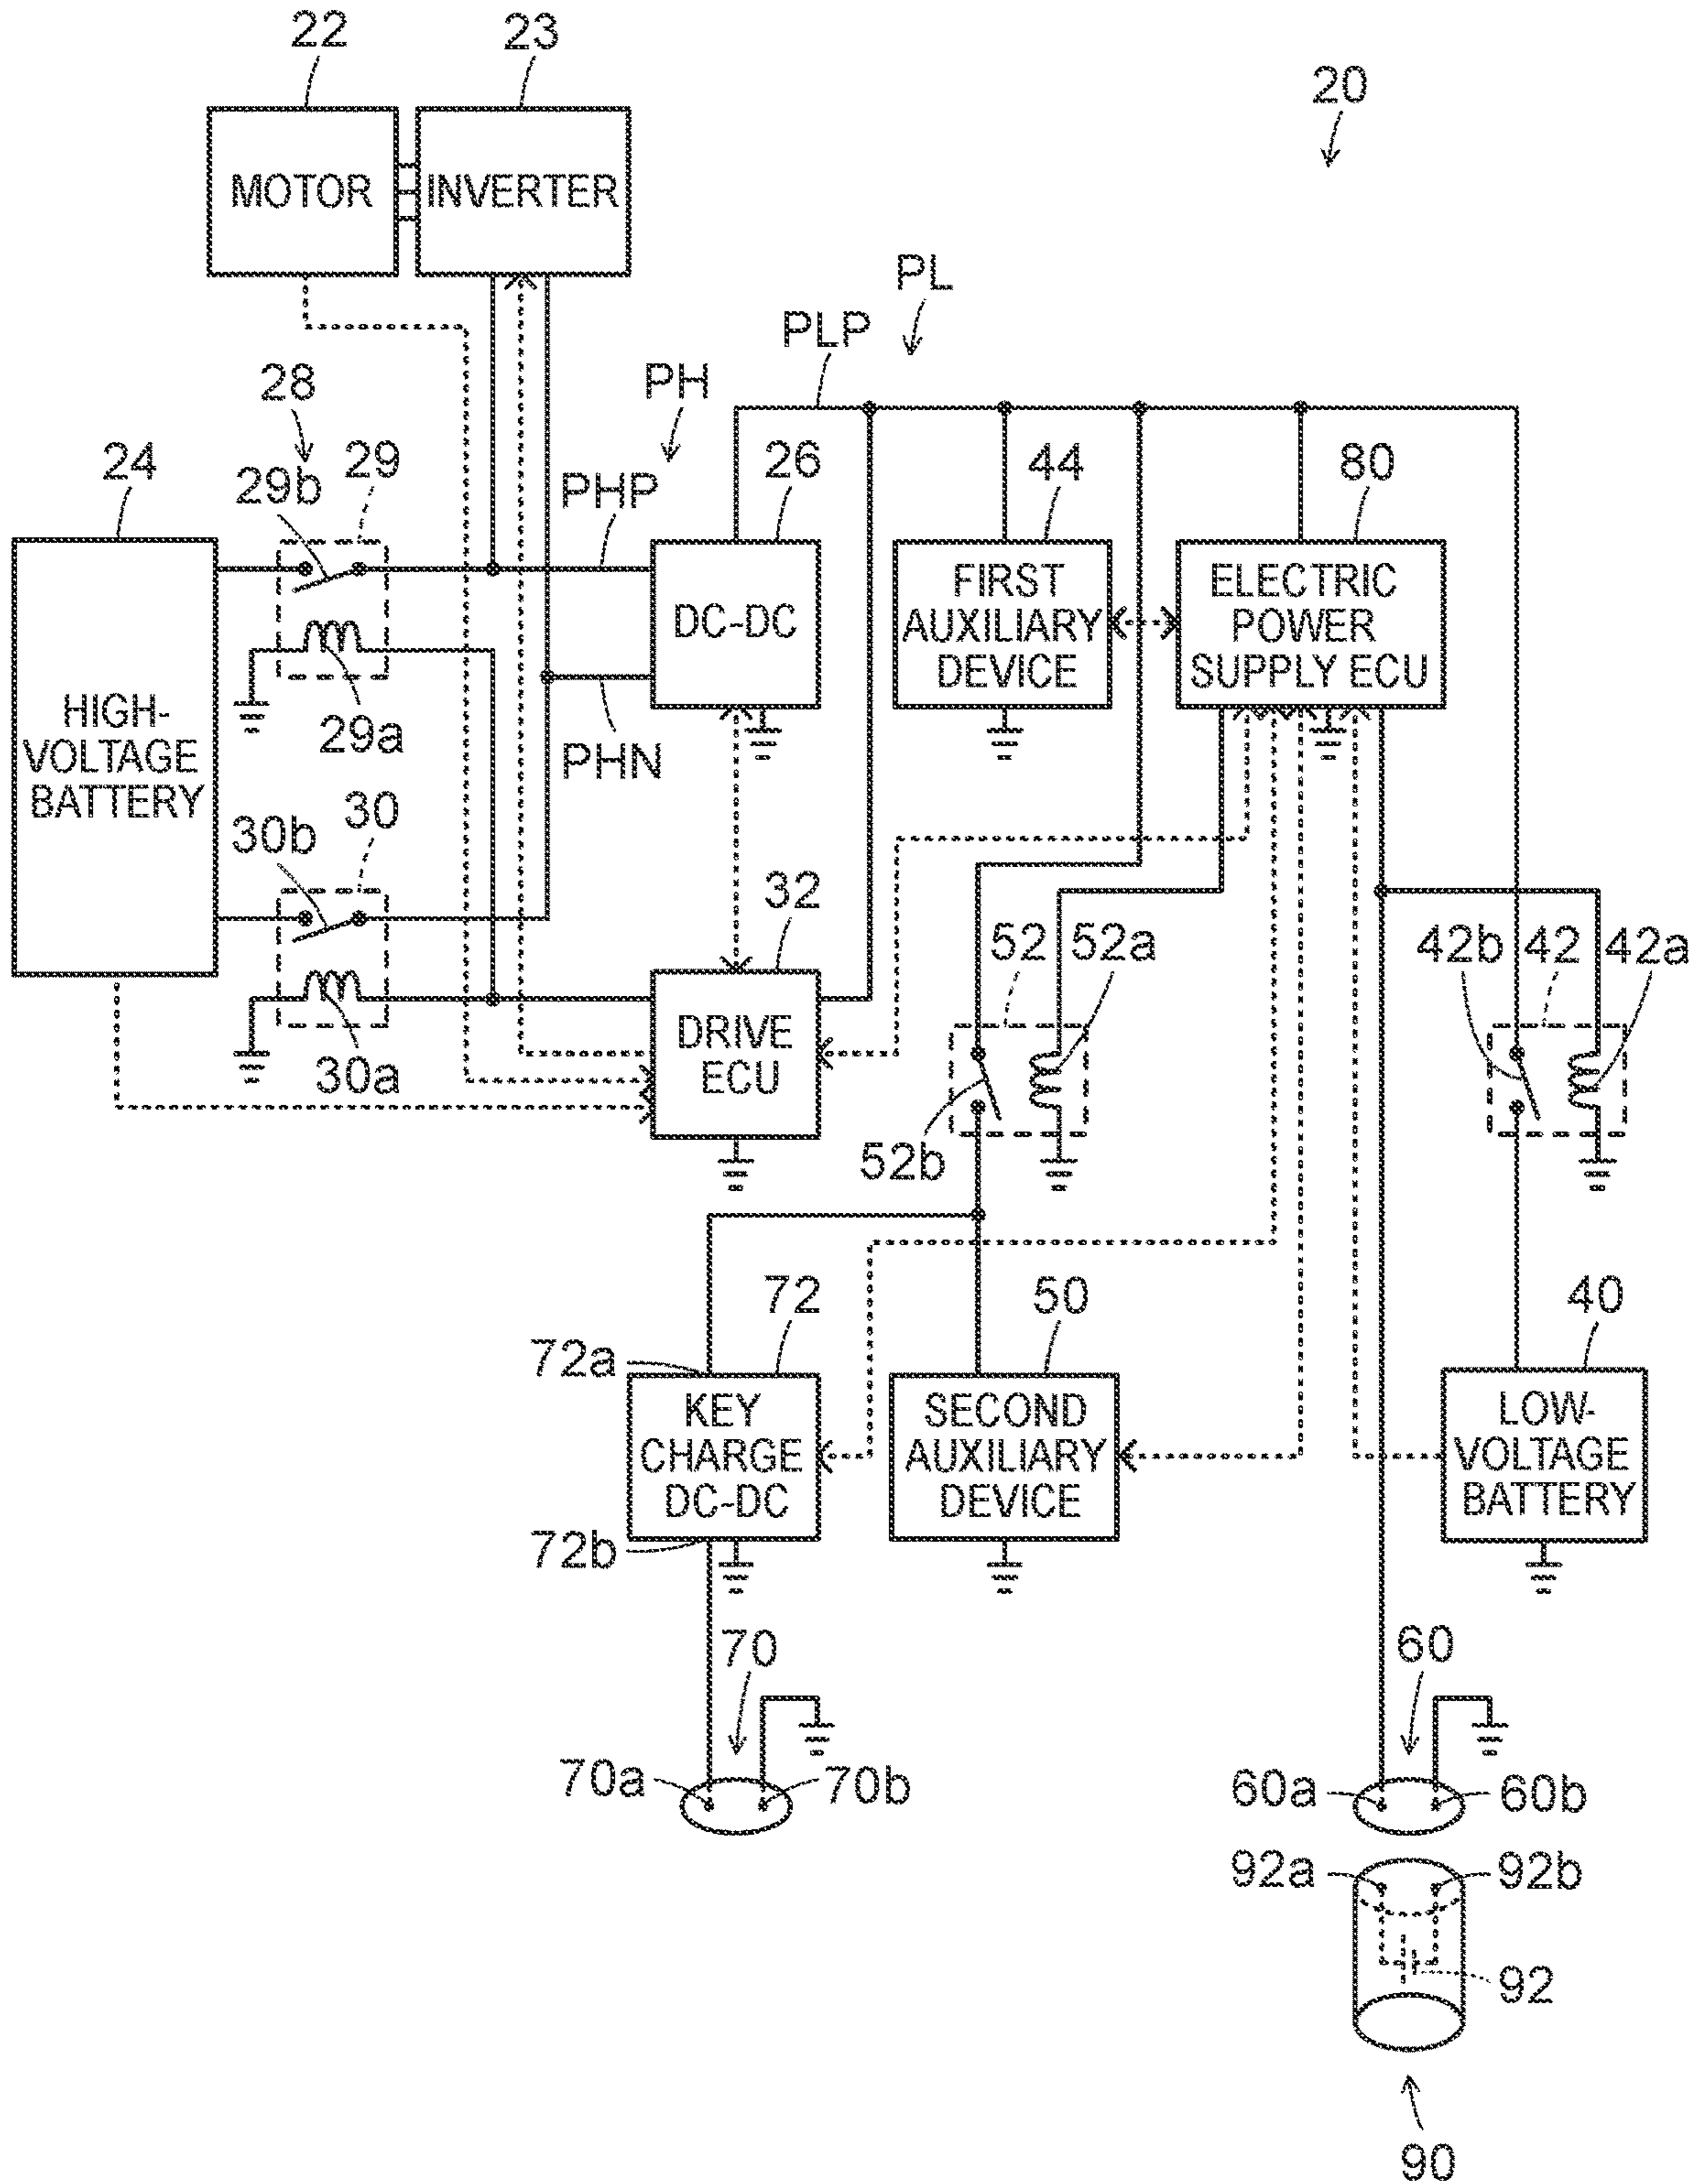 22
23
20
MOTOR
INVERTER
PL
PLP
28
PH
24
29b
29
PHP
26
44
80
HIGH-
VOLTAGE
BATTERY
DC-DC
FIRST
AUXILIARY
DEVICE
ELECTRIC
POWER
SUPPLY ECU
29a
PHN
30b
30
32
52
52a
42b
42
42a
DRIVE
ECU
30a
52b
72
50
40
72a
KEY
CHARGE
DC-DC
SECOND
AUXILIARY
DEVICE
LOW-
VOLTAGE
BATTERY
72b
70
60
70a
70b
60a
60b
92a
92b
92
90